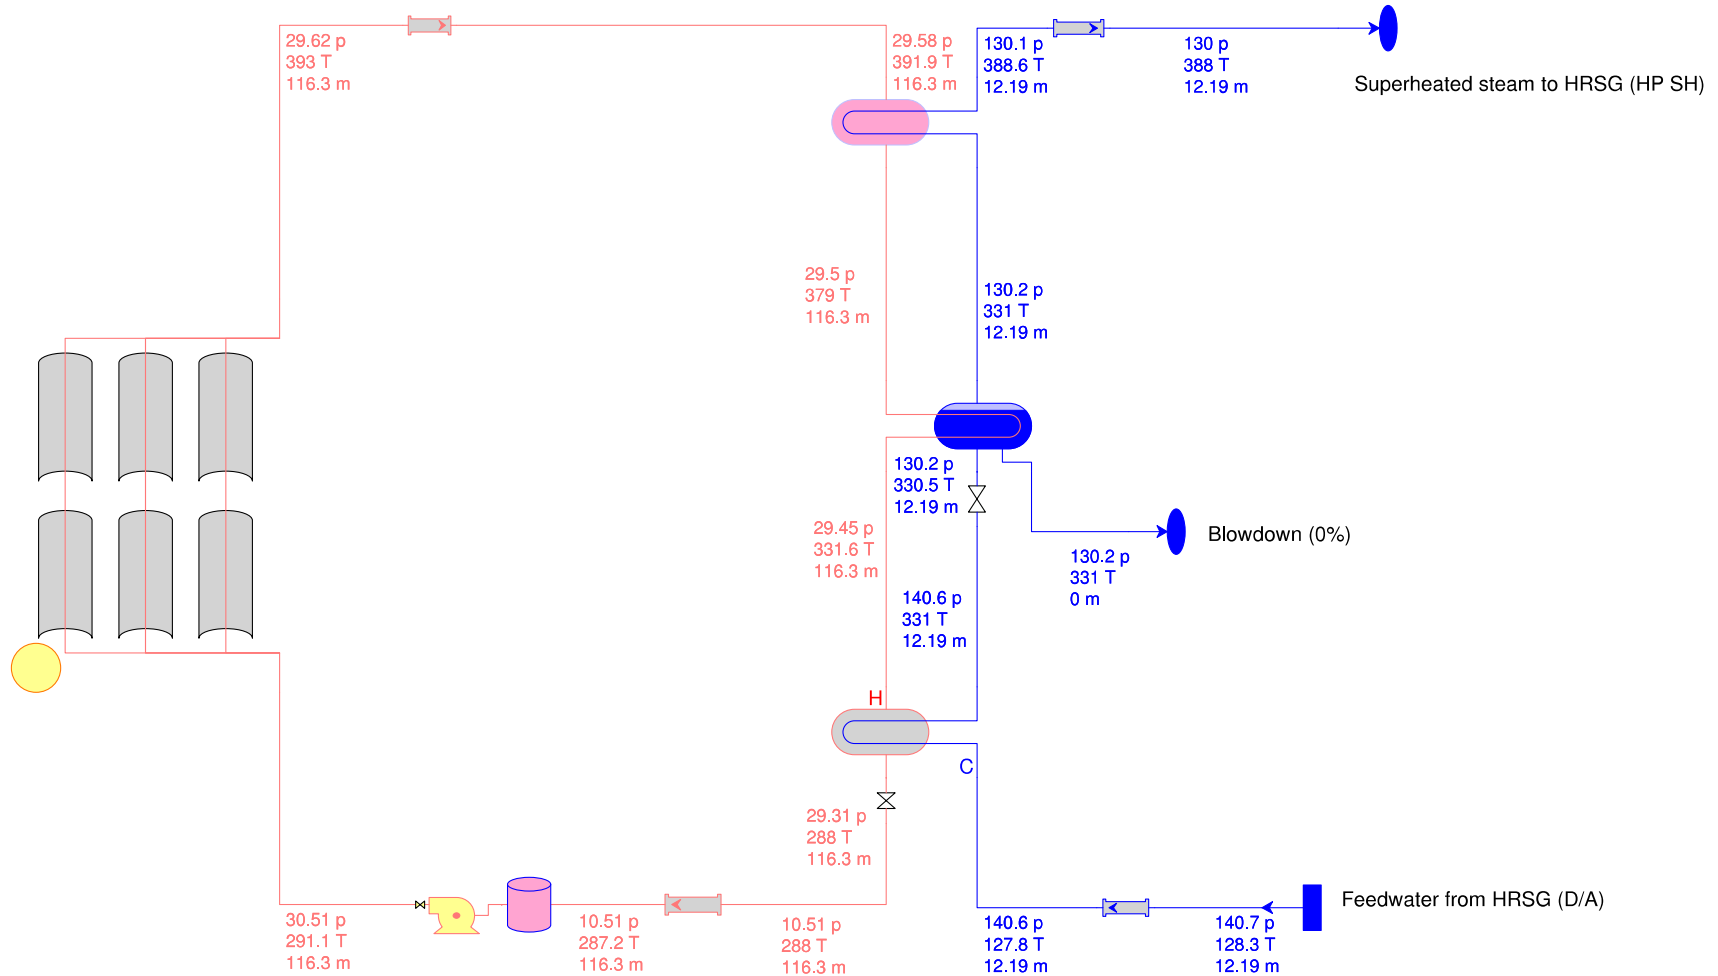 29.62 p
393 T
116.3 m
29.58 p
391.9 T
116.3 m
130.1 p
388.6 T
12.19 m
130 p
388 T
12.19 m
Superheated steam to HRSG (HP SH)
29.5 p
379 T
116.3 m
130.2 p
331 T
12.19 m
130.2 p
330.5 T
12.19 m
29.45 p
331.6 T
116.3 m
Blowdown (0%)
130.2 p
331 T
0 m
140.6 p
331 T
12.19 m
H
C
29.31 p
288 T
116.3 m
Feedwater from HRSG (D/A)
30.51 p
291.1 T
116.3 m
10.51 p
287.2 T
116.3 m
10.51 p
288 T
116.3 m
140.6 p
127.8 T
12.19 m
140.7 p
128.3 T
12.19 m